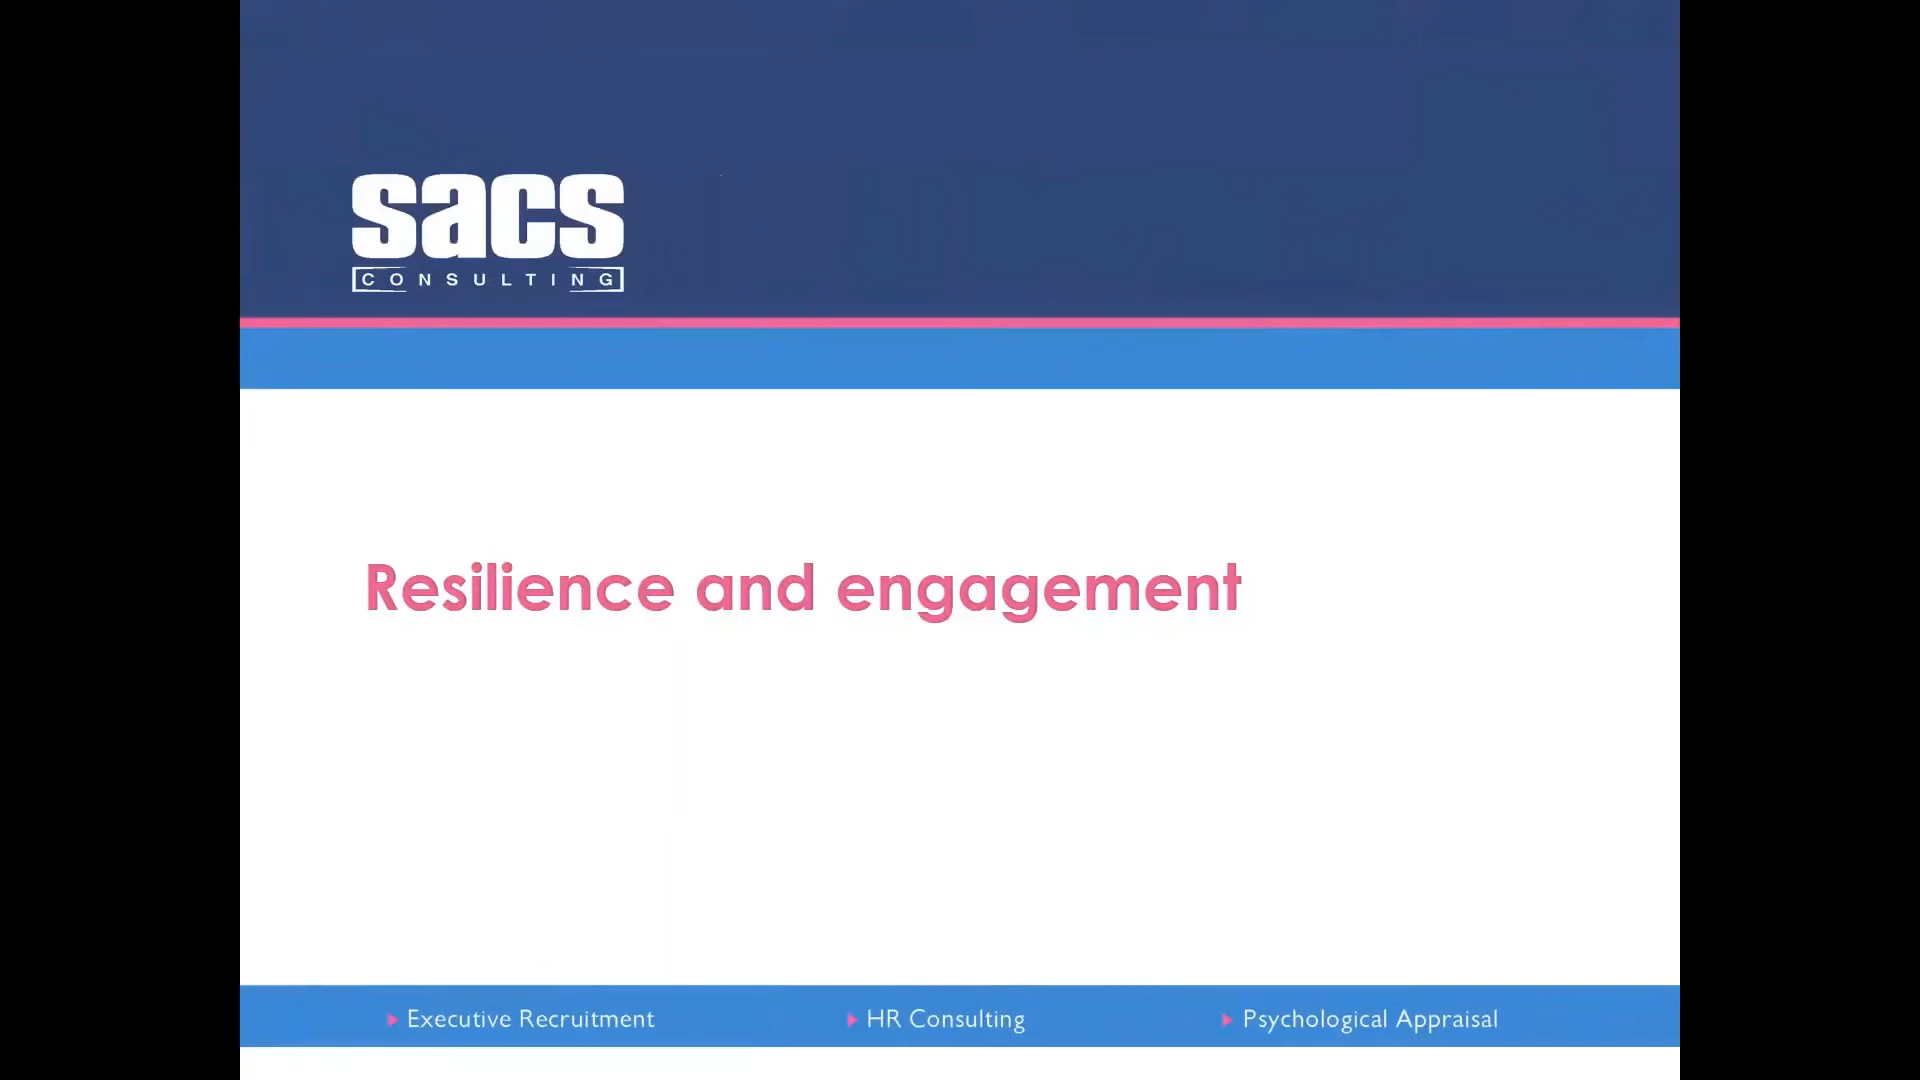 sacs
CONSULTING
Resilience and engagement
Executive Recruitment
HR Consulting
Psychological Appraisal